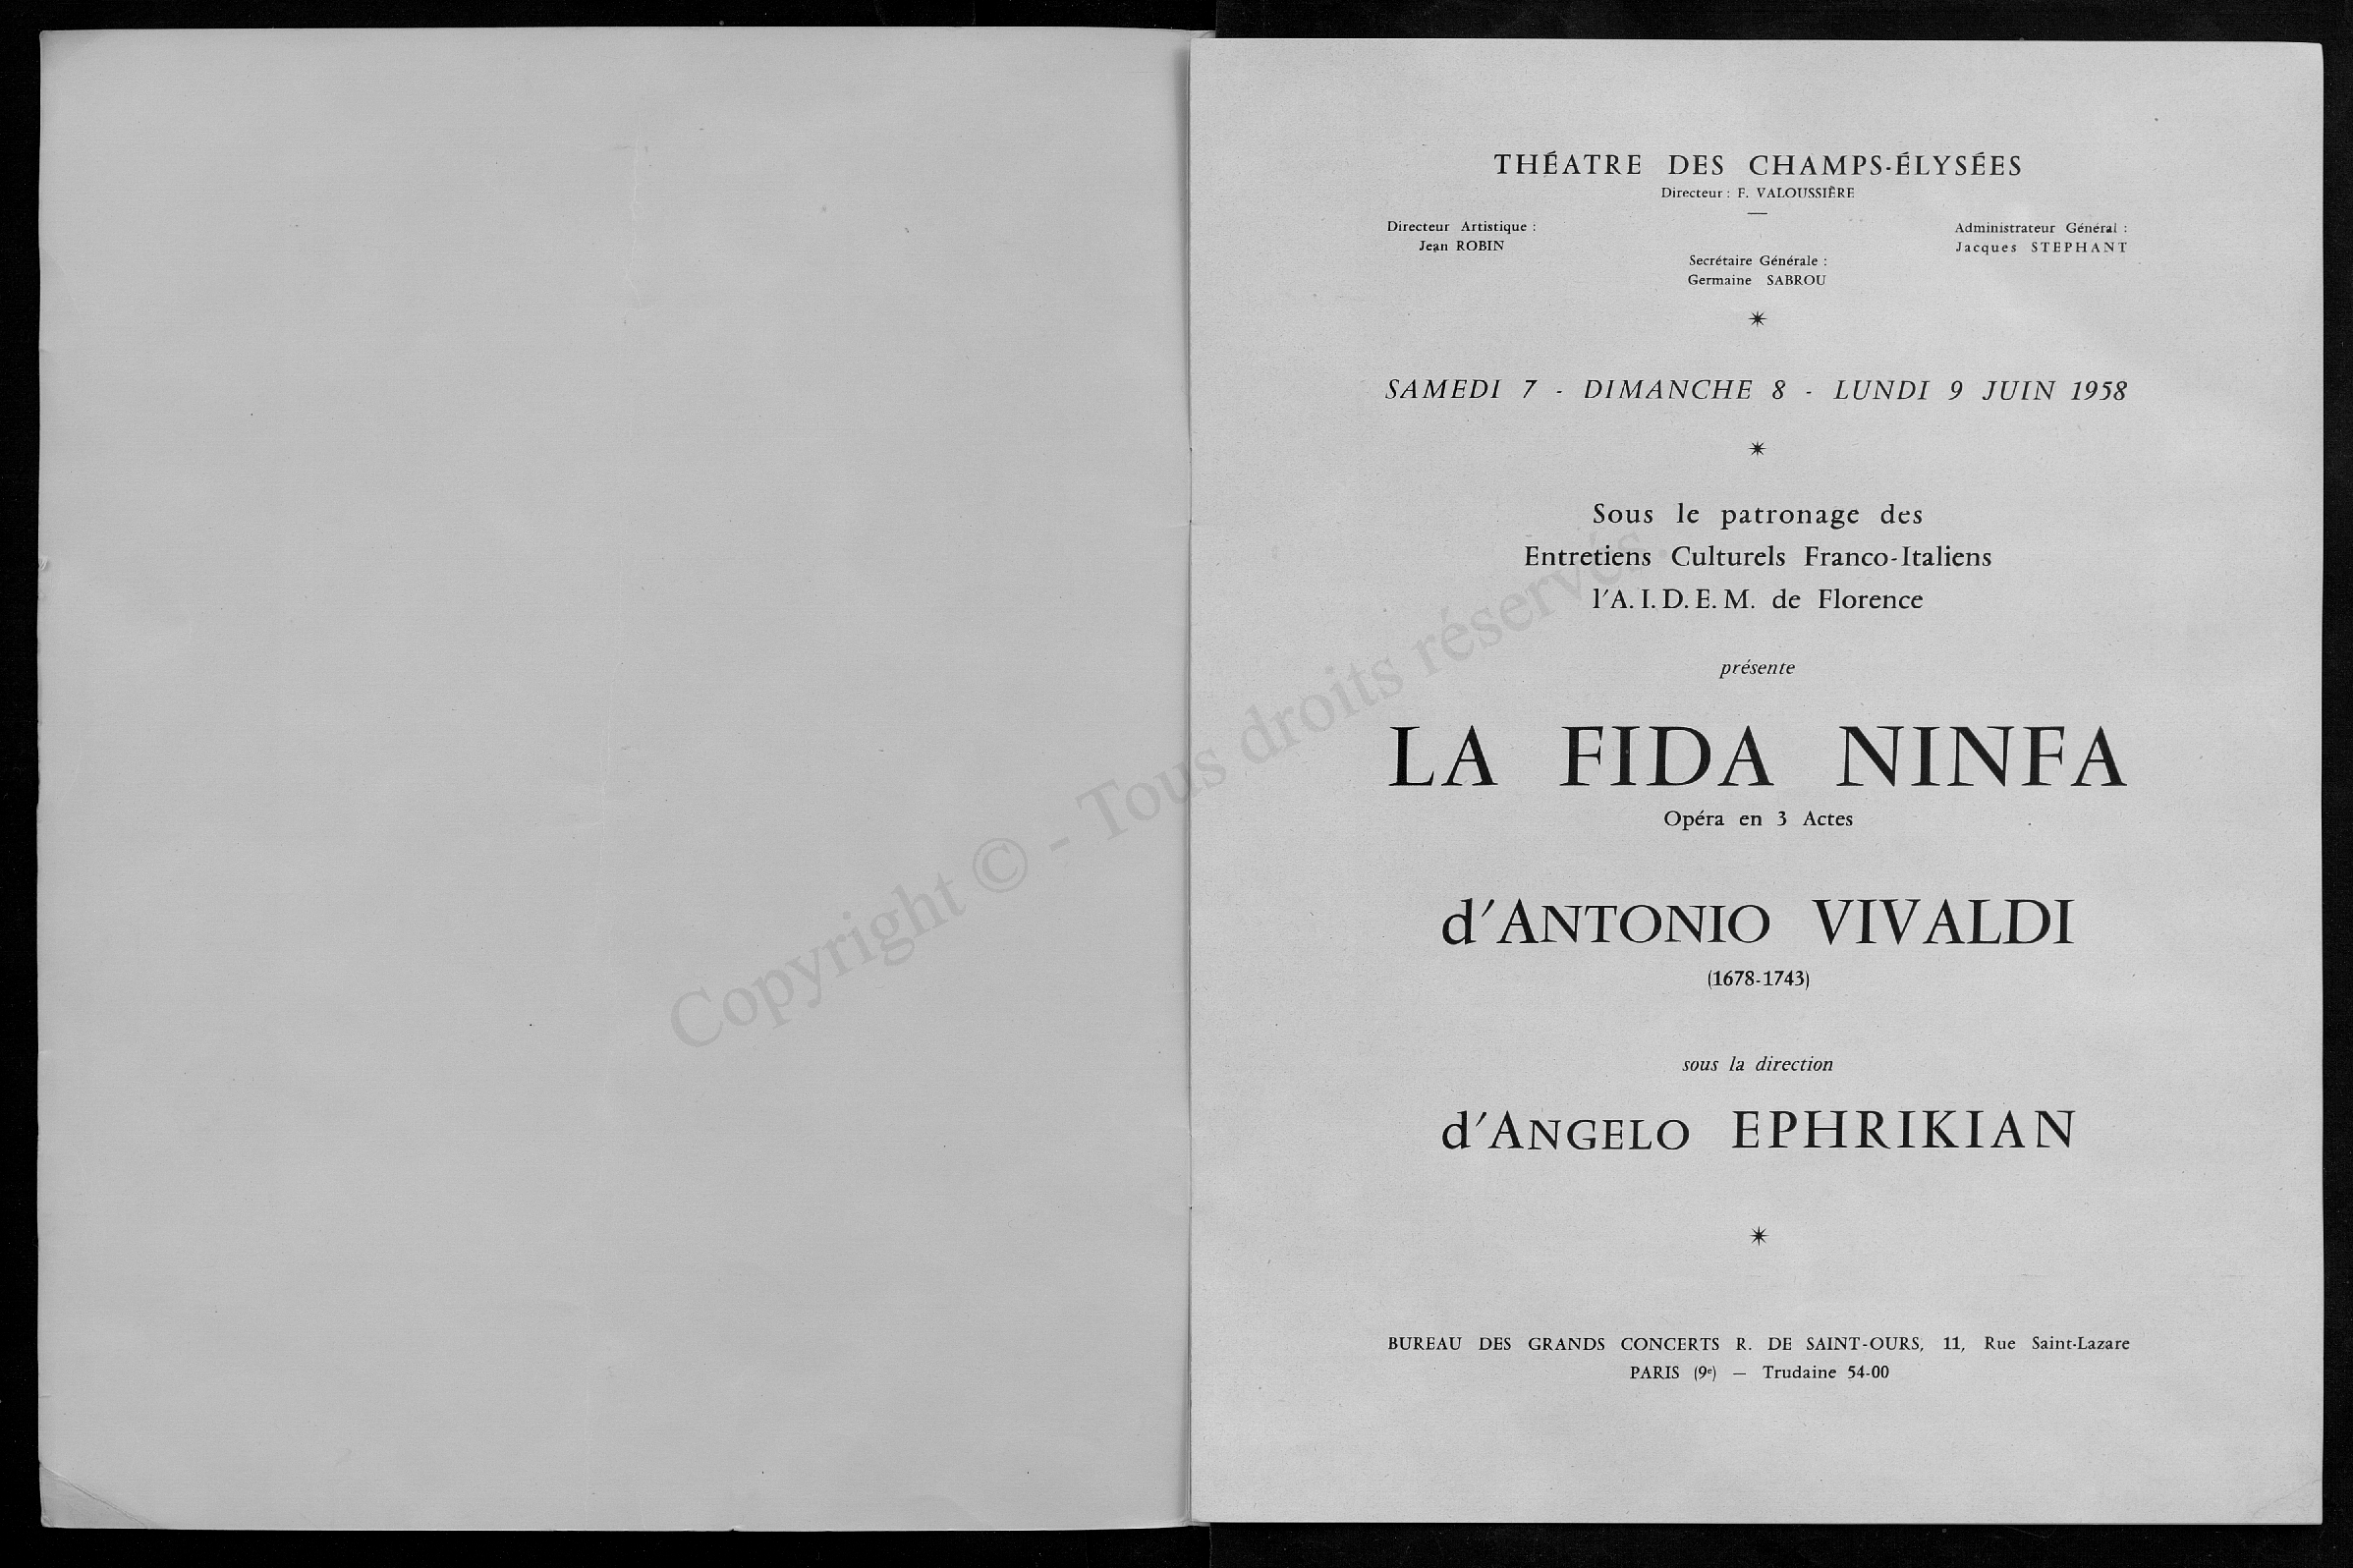 THÉATRE DES CHAMPS-ÉLYSÉES
Directeur : F. VALOUSSIÈRE
Directeur Artistique :
Jean ROBIN
Administrateur Général :
Jacques STEPHANT
Secrétaire Générale :
Germaine SABROU
SAMEDI 7 - DIMANCHE 8 - LUNDI 9 JUIN 1958
Sous le patronage des
Entretiens Culturels Franco-Italiens
l'A.I.D.E.M. de Florence
présente
LA FIDA NINFA
Opéra en 3 Actes
d'ANTONIO VIVALDI
(1678-1743)
sous la direction
d'ANGELO EPHRIKIAN
BUREAU DES GRANDS CONCERTS R. DE SAINT-OURS, 11, Rue Saint-Lazare
PARIS (9e) — Trudaine 54-00
Copyright © - Tous droits réservés.